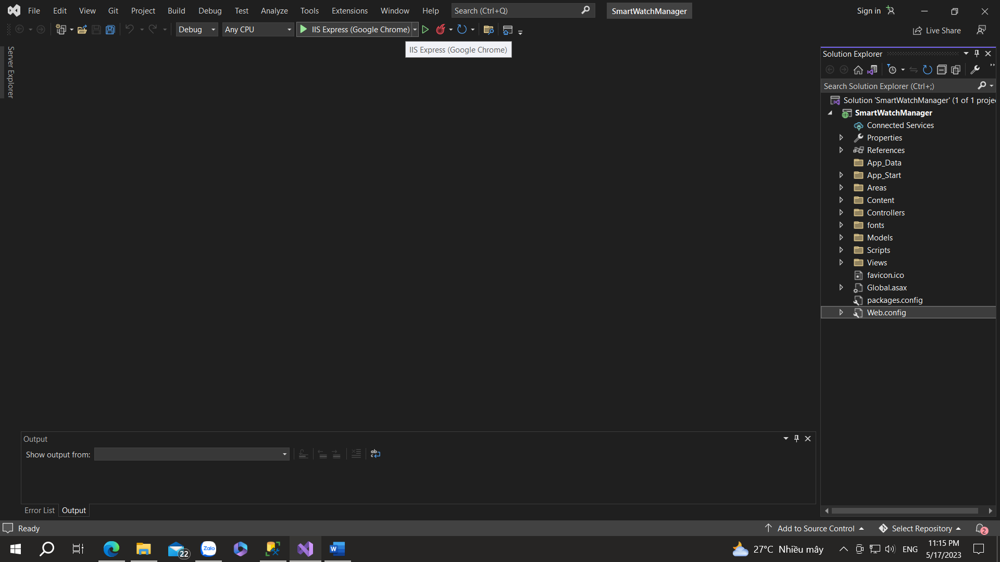 File Edit View Git Project Build Debug Test Analyze Tools Extensions Window Help Search (Ctrl+Q) SmartWatchManager Sign in
Debug Any CPU IIS Express (Google Chrome) Live Share
IIS Express (Google Chrome)
Server Explorer
Solution Explorer
Search Solution Explorer (Ctrl+;)
Solution 'SmartWatchManager' (1 of 1 proje
SmartWatchManager
Connected Services
Properties
References
App_Data
App_Start
Areas
Content
Controllers
fonts
Models
Scripts
Views
favicon.ico
Global.asax
packages.config
Web.config
Output
Show output from:
Error List Output
Ready Add to Source Control Select Repository 2
22 Zalo W 27°C Nhiều mây ENG 11:15 PM
5/17/2023